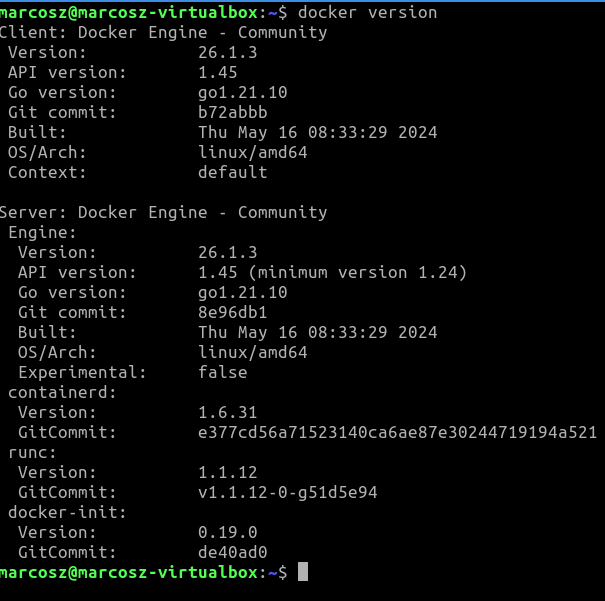 marcosz@marcosz-virtualbox:~$ docker version
Client: Docker Engine - Community
 Version:           26.1.3
 API version:       1.45
 Go version:        go1.21.10
 Git commit:        b72abbb
 Built:             Thu May 16 08:33:29 2024
 OS/Arch:           linux/amd64
 Context:           default

Server: Docker Engine - Community
 Engine:
  Version:          26.1.3
  API version:      1.45 (minimum version 1.24)
  Go version:       go1.21.10
  Git commit:       8e96db1
  Built:            Thu May 16 08:33:29 2024
  OS/Arch:          linux/amd64
  Experimental:     false
 containerd:
  Version:          1.6.31
  GitCommit:        e377cd56a71523140ca6ae87e30244719194a521
 runc:
  Version:          1.1.12
  GitCommit:        v1.1.12-0-g51d5e94
 docker-init:
  Version:          0.19.0
  GitCommit:        de40ad0
marcosz@marcosz-virtualbox:~$